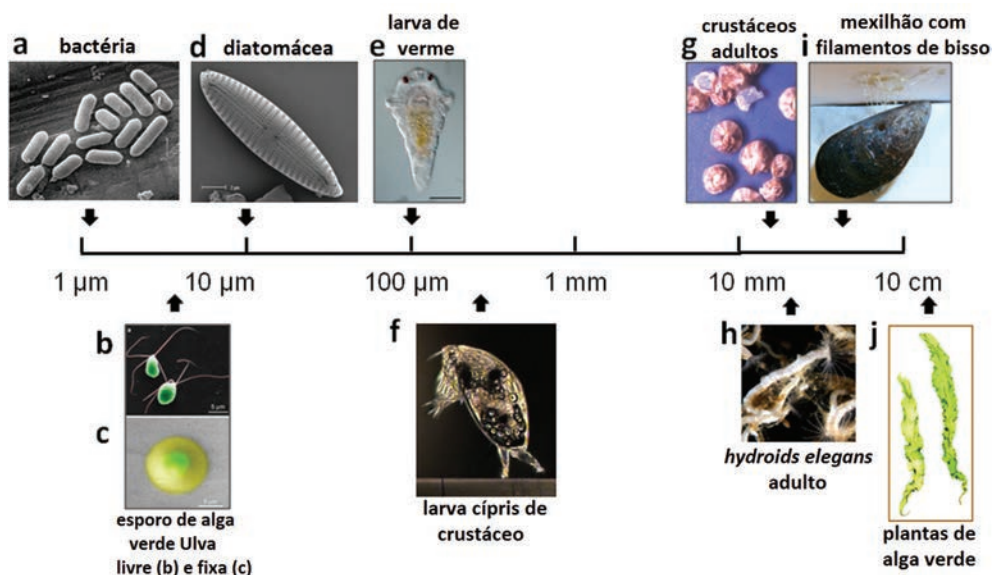 a bactéria
d diatomácea
e larva de
verme
g crustáceos
adultos
i mexilhão com
filamentos de bisso
1 µm
10 µm
100 µm
1 mm
10 mm
10 cm
b
c
esporo de alga
verde Ulva
livre (b) e fixa (c)
f
larva cípris de
crustáceo
h
hydroids elegans
adulto
j
plantas de
alga verde